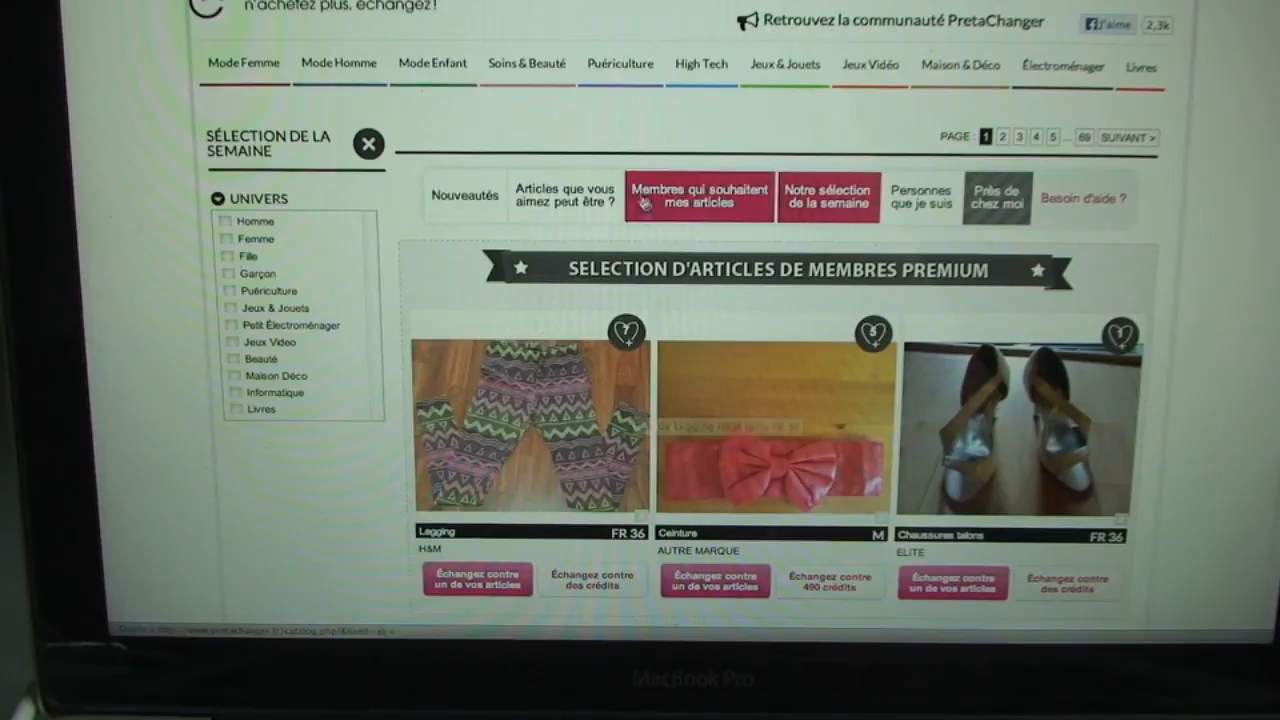 n'achetez plus, échangez!
Retrouvez la communauté PretaChanger
J'aime 2,3k
Mode Femme Mode Homme Mode Enfant Soins & Beauté Puériculture High Tech Jeux & Jouets Jeux Vidéo Maison & Déco Électroménager Livres
SÉLECTION DE LA
SEMAINE
PAGE : 1 2 3 4 5 ... 69 SUIVANT >
UNIVERS
Homme
Femme
Fille
Garçon
Puériculture
Jeux & Jouets
Petit Électroménager
Jeux Video
Beauté
Maison Déco
Informatique
Livres
Nouveautés
Articles que vous
aimez peut être ?
Membres qui souhaitent
mes articles
Notre sélection
de la semaine
Personnes
que je suis
Près de
chez moi
Besoin d'aide ?
SELECTION D'ARTICLES DE MEMBRES PREMIUM
7
5
Legging FR 36
H&M
Échangez contre
un de vos articles
Échangez contre
des crédits
Ceinture M
AUTRE MARQUE
Échangez contre
un de vos articles
Échangez contre
490 crédits
Chaussures talons FR 36
ELITE
Échangez contre
un de vos articles
Échangez contre
des crédits
MacBook Pro